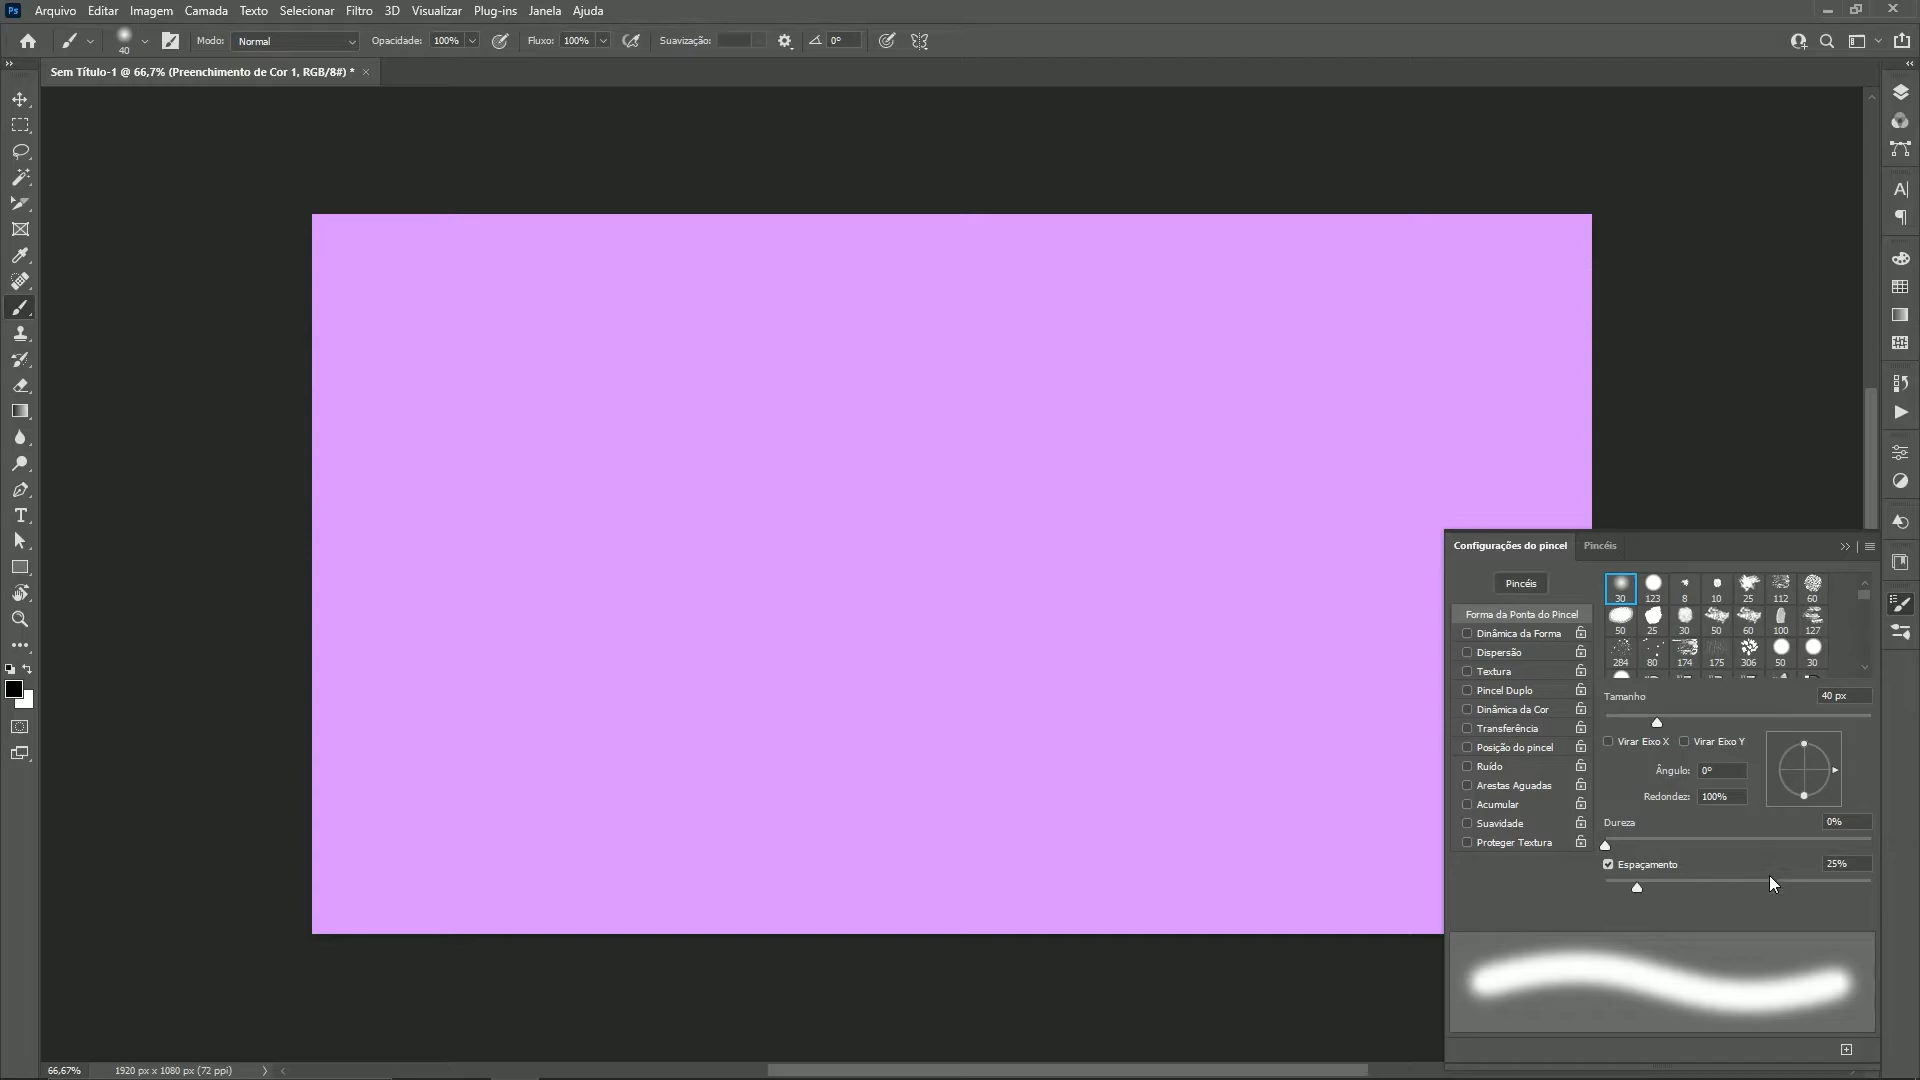 Ps Arquivo Editar Imagem Camada Texto Selecionar Filtro 3D Visualizar Plug-ins Janela Ajuda
40 Modo: Normal Opacidade: 100% Fluxo: 100% Suavização: 0°
Sem Título-1 @ 66,7% (Preenchimento de Cor 1, RGB/8#) *
Configurações do pincel Pincéis
Pincéis
30 123 8 10 25 112 60
50 25 30 50 60 100 127
284 80 174 175 306 50 30
Forma da Ponta do Pincel
Dinâmica da Forma
Dispersão
Textura
Pincel Duplo
Dinâmica da Cor
Transferência
Posição do pincel
Ruído
Arestas Aguadas
Acumular
Suavidade
Proteger Textura
Tamanho 40 px
Virar Eixo X Virar Eixo Y
Ângulo: 0°
Redondez: 100%
Dureza 0%
Espaçamento 25%
66,67% 1920 px x 1080 px (72 ppi)